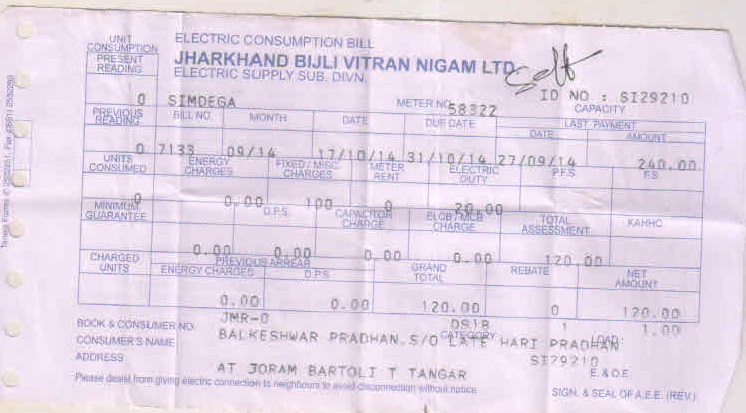 UNIT CONSUMPTION
ELECTRIC CONSUMPTION BILL
PRESENT READING
JHARKHAND BIJLI VITRAN NIGAM LTD
ELECTRIC SUPPLY SUB. DIVN.
0 SIMDEGA METER NO. 58322 ID NO : SI29210
CAPACITY
PREVIOUS READING BILL NO. MONTH DATE DUE DATE LAST PAYMENT
DATE AMOUNT
0 7133 09/14 17/10/14 31/10/14 27/09/14 240.00
UNITS CONSUMED ENERGY CHARGES FIXED / MISC. CHARGES METER RENT ELECTRIC DUTY P.F.S. F.S.
0 0.00 100 0 20.00
MINIMUM GUARANTEE D.P.S. CAPACITOR CHARGE ELCB / MCB CHARGE TOTAL ASSESSMENT KAHHC
0.00 0.00 0.00 0.00 120.00
CHARGED UNITS PREVIOUS ARREAR GRAND TOTAL REBATE NET AMOUNT
ENERGY CHARGES D.P.S.
0.00 0.00 120.00 0 120.00
BOOK & CONSUMER NO. JMR-0 DS1B 1 1.00
CATEGORY LOAD
CONSUMER'S NAME BALKESHWAR PRADHAN.S/O LATE HARI PRADHAN
SI29210
ADDRESS AT JORAM BARTOLI T TANGAR E. & O.E.
Please desist from giving electric connection to neighbours to avoid disconnection without notice
SIGN. & SEAL OF A.E.E. (REV.)